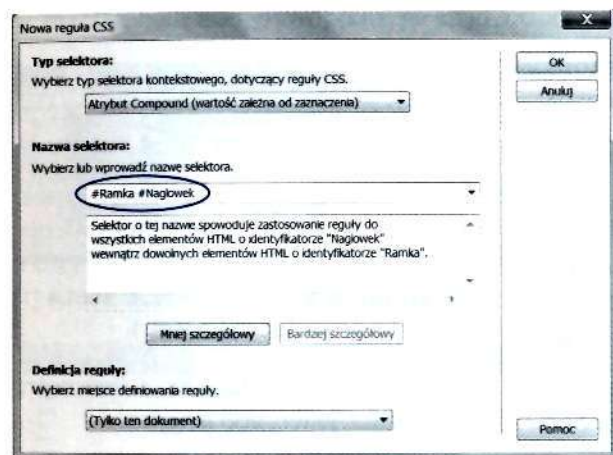 Nowa reguła CSS
Typ selektora:
Wybierz typ selektora kontekstowego, dotyczący reguły CSS.
Atrybut Compound (wartość zależna od zaznaczenia)
OK
Anuluj
Nazwa selektora:
Wybierz lub wprowadź nazwę selektora.
#Ramka #Naglowek
Selektor o tej nazwie spowoduje zastosowanie reguły do
wszystkich elementów HTML o identyfikatorze "Naglowek"
wewnątrz dowolnych elementów HTML o identyfikatorze "Ramka".
Mniej szczegółowy
Bardziej szczegółowy
Definicja reguły:
Wybierz miejsce definiowania reguły.
(Tylko ten dokument)
Pomoc